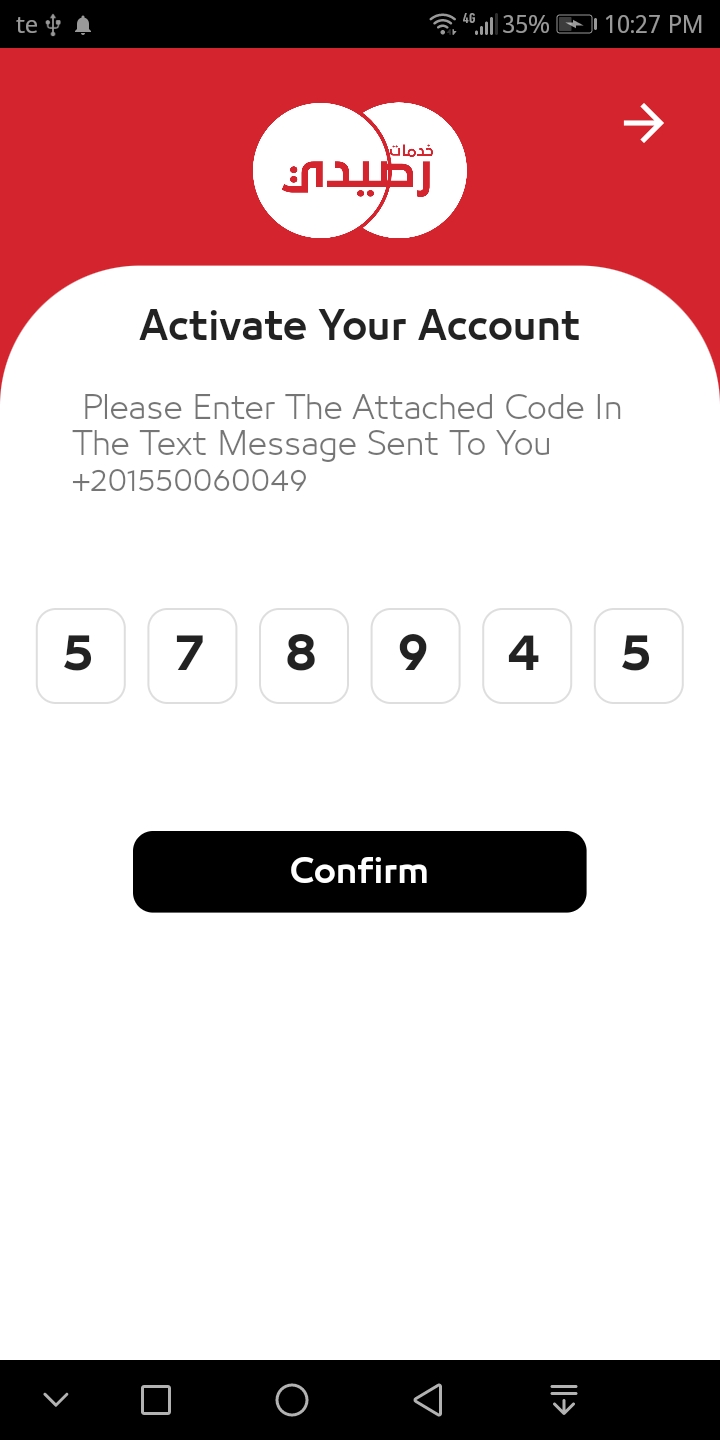 te 4G 35% 10:27 PM
خدمات
رصيدي
Activate Your Account
Please Enter The Attached Code In
The Text Message Sent To You
+201550060049
5 7 8 9 4 5
Confirm